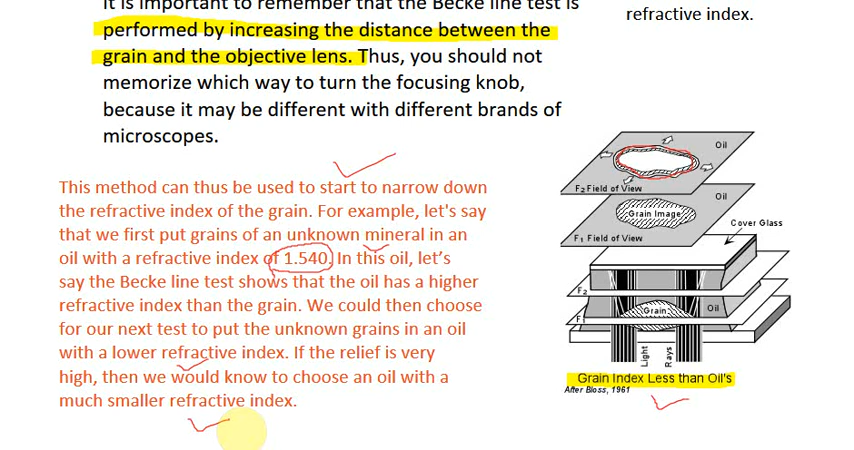 It is important to remember that the Becke line test is
performed by increasing the distance between the
grain and the objective lens. Thus, you should not
memorize which way to turn the focusing knob,
because it may be different with different brands of
microscopes.
refractive index.
This method can thus be used to start to narrow down
the refractive index of the grain. For example, let's say
that we first put grains of an unknown mineral in an
oil with a refractive index of 1.540. In this oil, let's
say the Becke line test shows that the oil has a higher
refractive index than the grain. We could then choose
for our next test to put the unknown grains in an oil
with a lower refractive index. If the relief is very
high, then we would know to choose an oil with a
much smaller refractive index.
Oil
F2 Field of View
Oil
Grain Image
F1 Field of View
Cover Glass
F2
Grain
Oil
F1
Light
Rays
Grain Index Less than Oil's
After Bloss, 1961